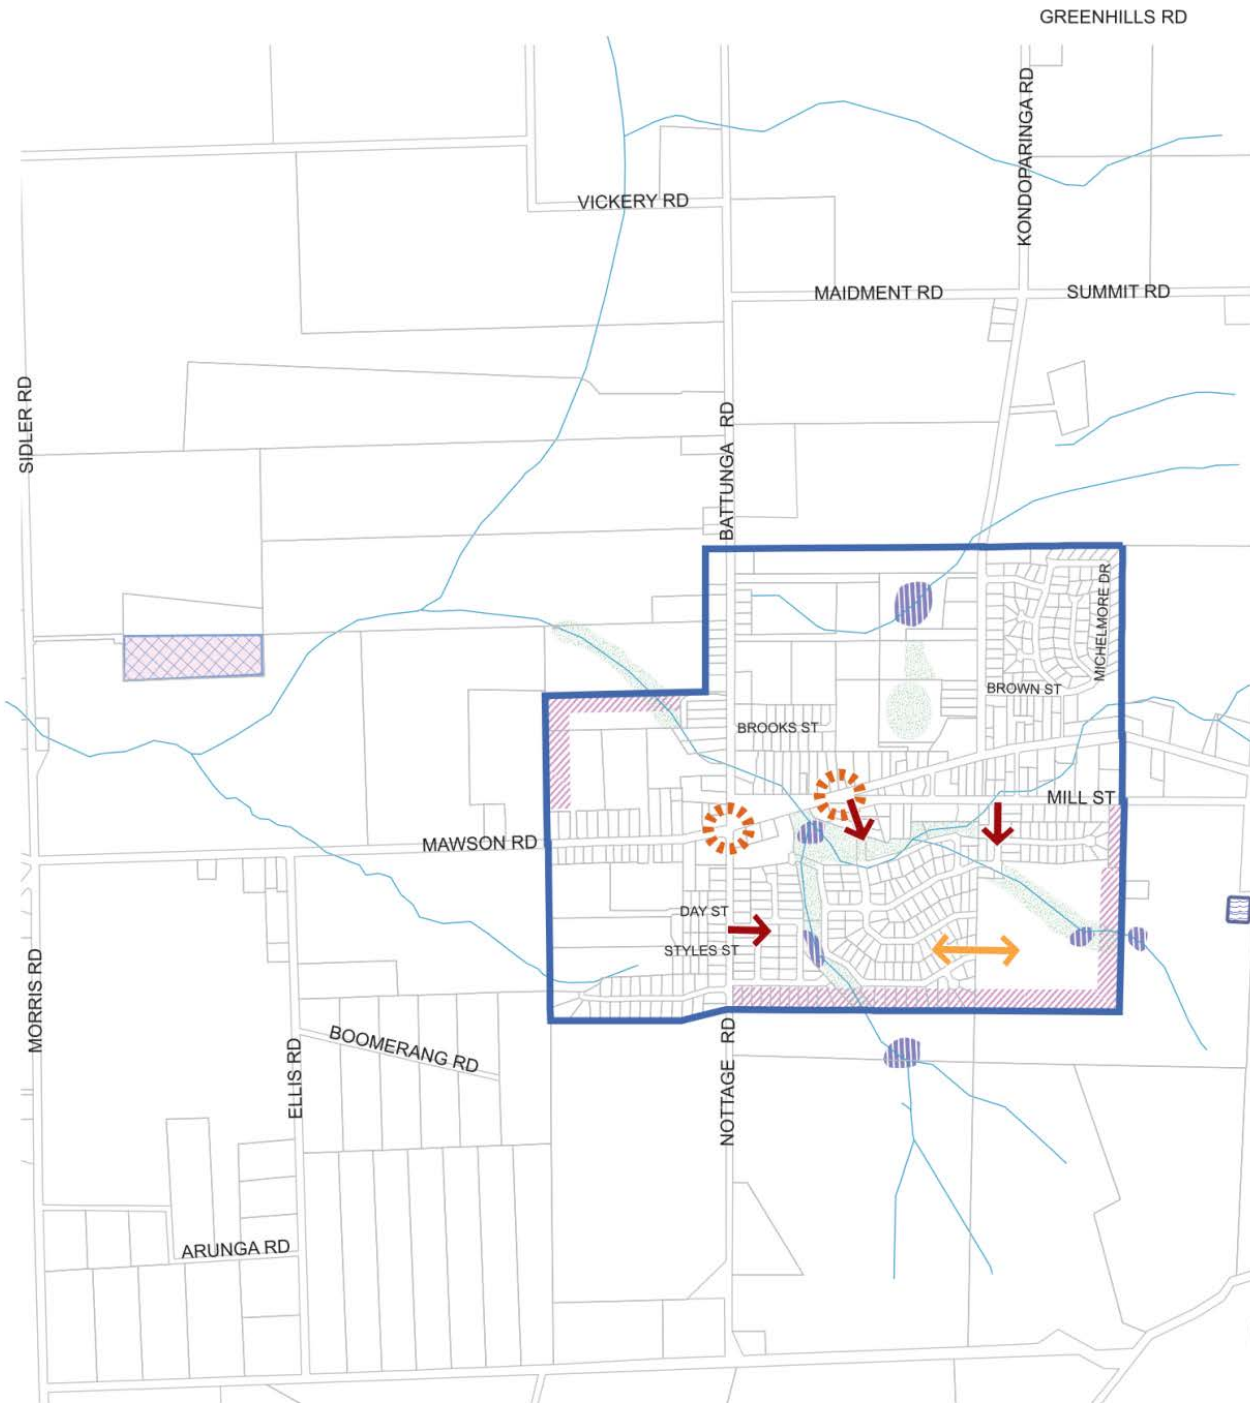 GREENHILLS RD
KONDOPARINGA RD
VICKERY RD
MAIDMENT RD
SUMMIT RD
SIDLER RD
BATTUNGA RD
MICHELMORE DR
BROWN ST
BROOKS ST
MILL ST
MAWSON RD
DAY ST
STYLES ST
MORRIS RD
BOOMERANG RD
ELLIS RD
NOTTAGE RD
ARUNGA RD